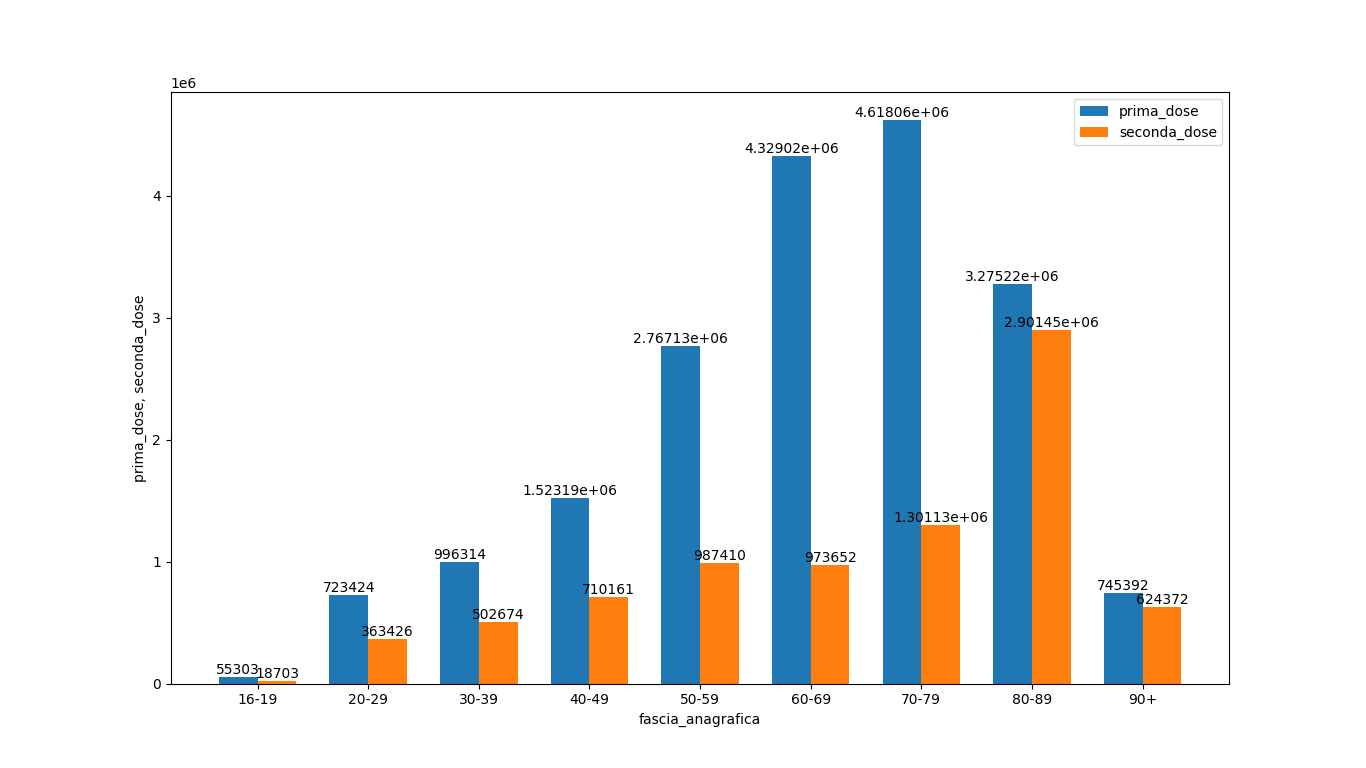 1e6
prima_dose
seconda_dose
4.61806e+06
4.32902e+06
4
3.27522e+06
3
2.90145e+06
2.76713e+06
prima_dose, seconda_dose
2
1.52319e+06
1.30113e+06
1
996314
987410
973652
723424
710161
745392
624372
502674
363426
55303
18703
0
16-19
20-29
30-39
40-49
50-59
60-69
70-79
80-89
90+
fascia_anagrafica